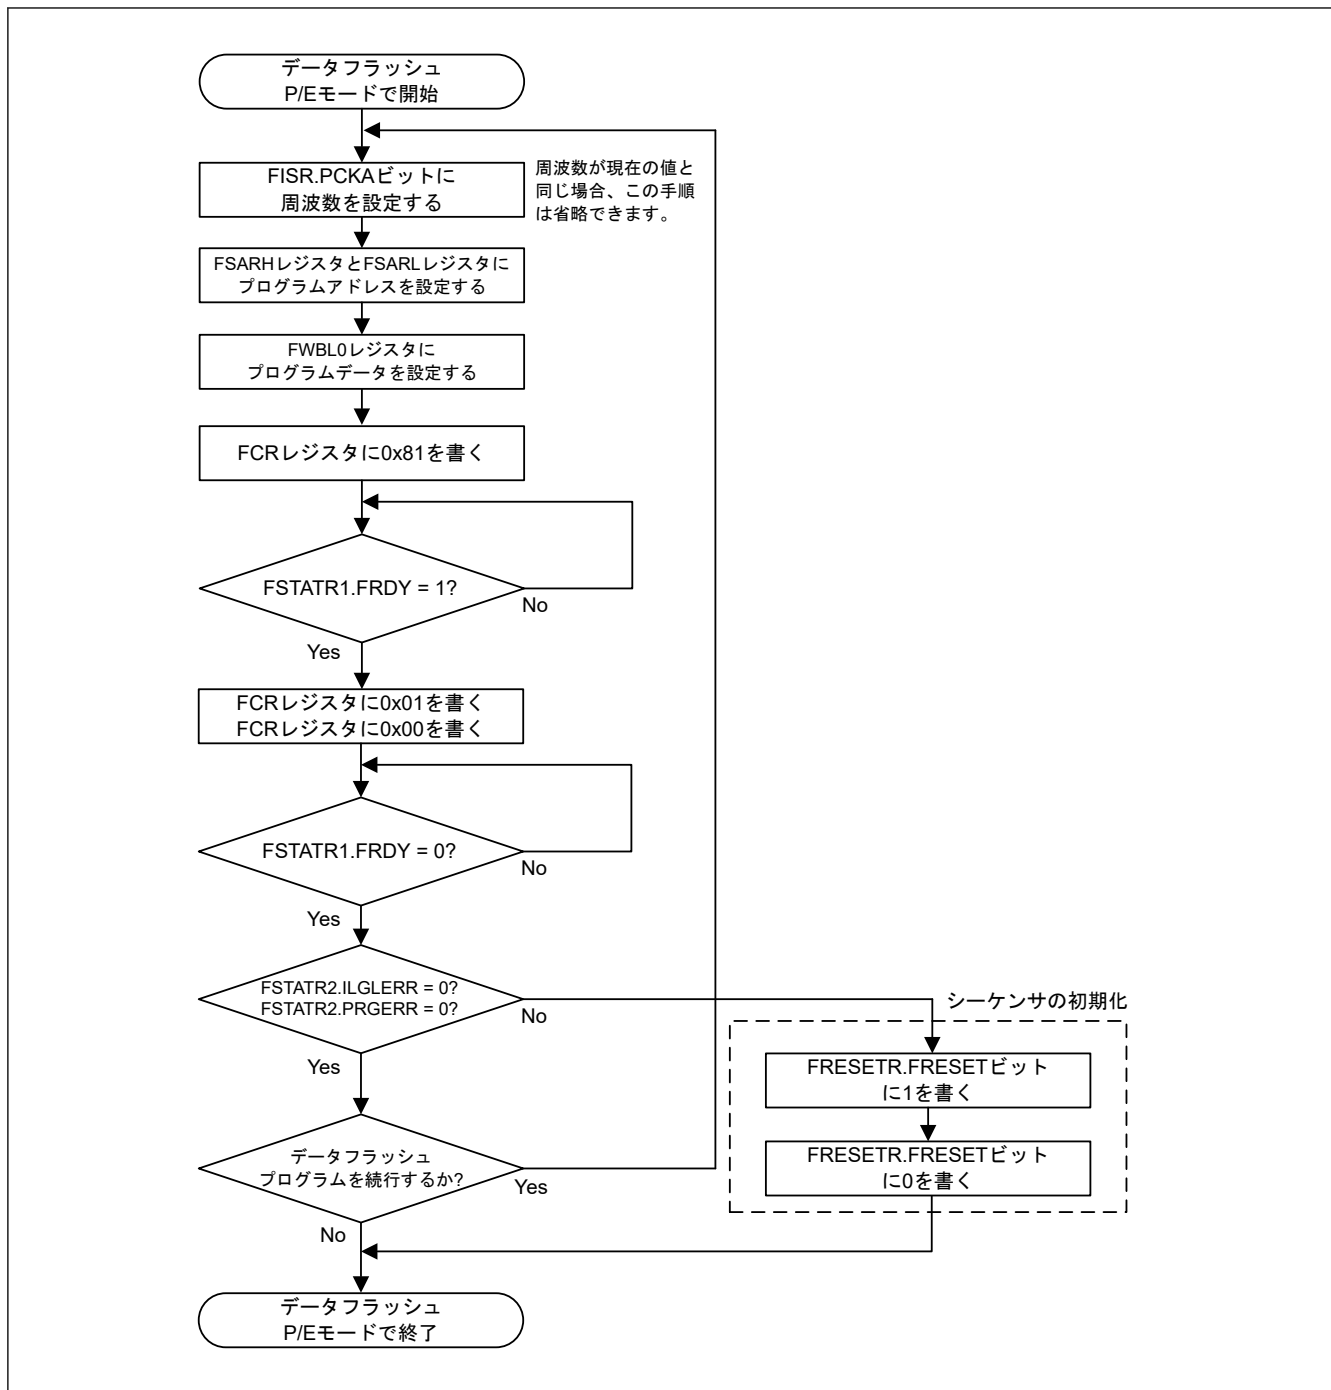 データフラッシュ
P/Eモードで開始
FISR.PCKAビットに
周波数を設定する
周波数が現在の値と
同じ場合、この手順
は省略できます。
FSARHレジスタとFSARLレジスタに
プログラムアドレスを設定する
FWBL0レジスタに
プログラムデータを設定する
FCRレジスタに0x81を書く
FSTATR1.FRDY = 1?
No
Yes
FCRレジスタに0x01を書く
FCRレジスタに0x00を書く
FSTATR1.FRDY = 0?
No
Yes
FSTATR2.ILGLERR = 0?
FSTATR2.PRGERR = 0?
No
Yes
シーケンサの初期化
FRESETR.FRESETビット
に1を書く
FRESETR.FRESETビット
に0を書く
データフラッシュ
プログラムを続行するか?
Yes
No
データフラッシュ
P/Eモードで終了